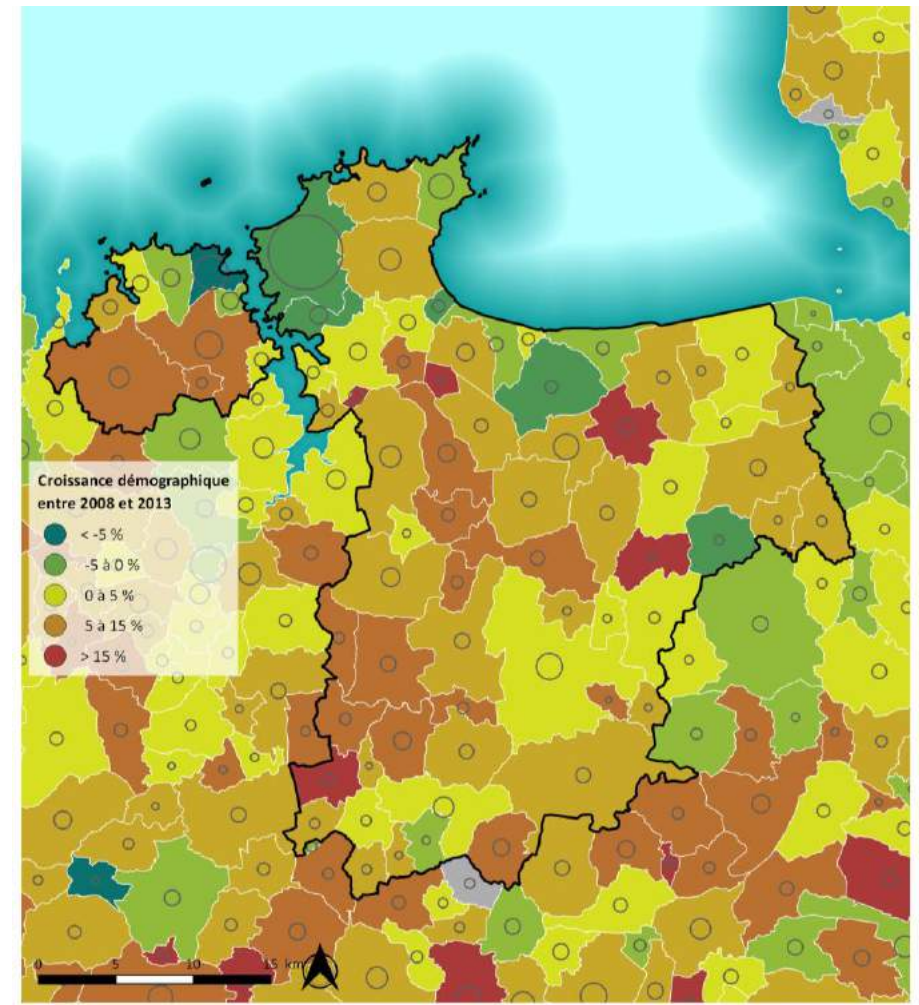 Croissance démographique
entre 2008 et 2013
< -5 %
-5 à 0 %
0 à 5 %
5 à 15 %
> 15 %
0 5 10 15 km